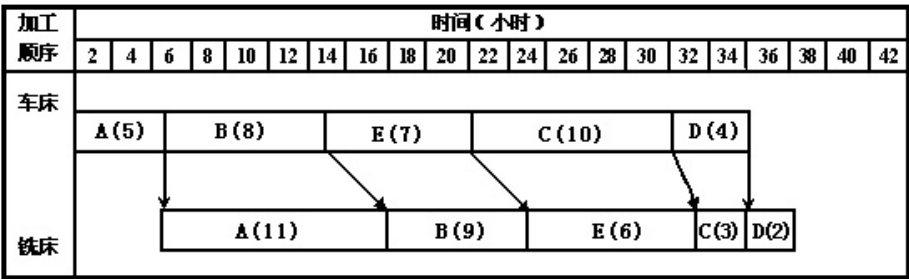 加工 时间(小时)
顺序 2 4 6 8 10 12 14 16 18 20 22 24 26 28 30 32 34 36 38 40 42
车床
A(5) B(8) E(7) C(10) D(4)
A(11) B(9) E(6) C(3) D(2)
铣床